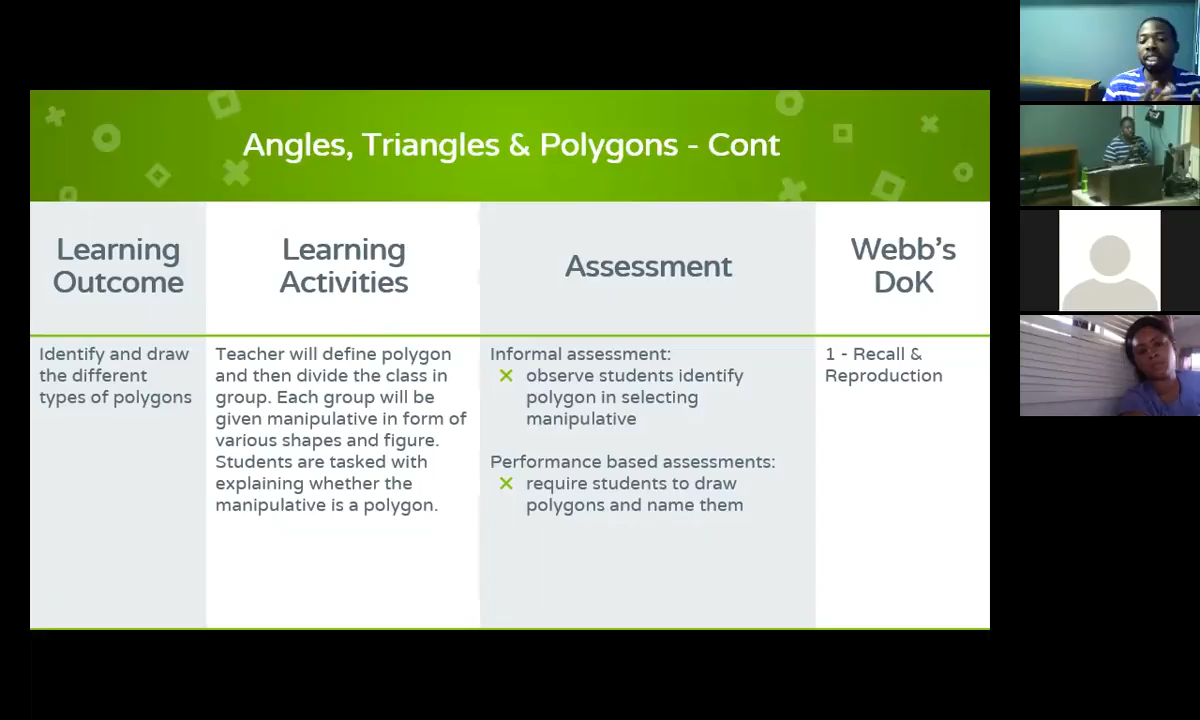 Angles, Triangles & Polygons - Cont
Learning
Outcome
Learning
Activities
Assessment
Webb's
DoK
Identify and draw
the different
types of polygons
Teacher will define polygon
and then divide the class in
group. Each group will be
given manipulative in form of
various shapes and figure.
Students are tasked with
explaining whether the
manipulative is a polygon.
Informal assessment:
observe students identify
polygon in selecting
manipulative
Performance based assessments:
require students to draw
polygons and name them
1 - Recall &
Reproduction